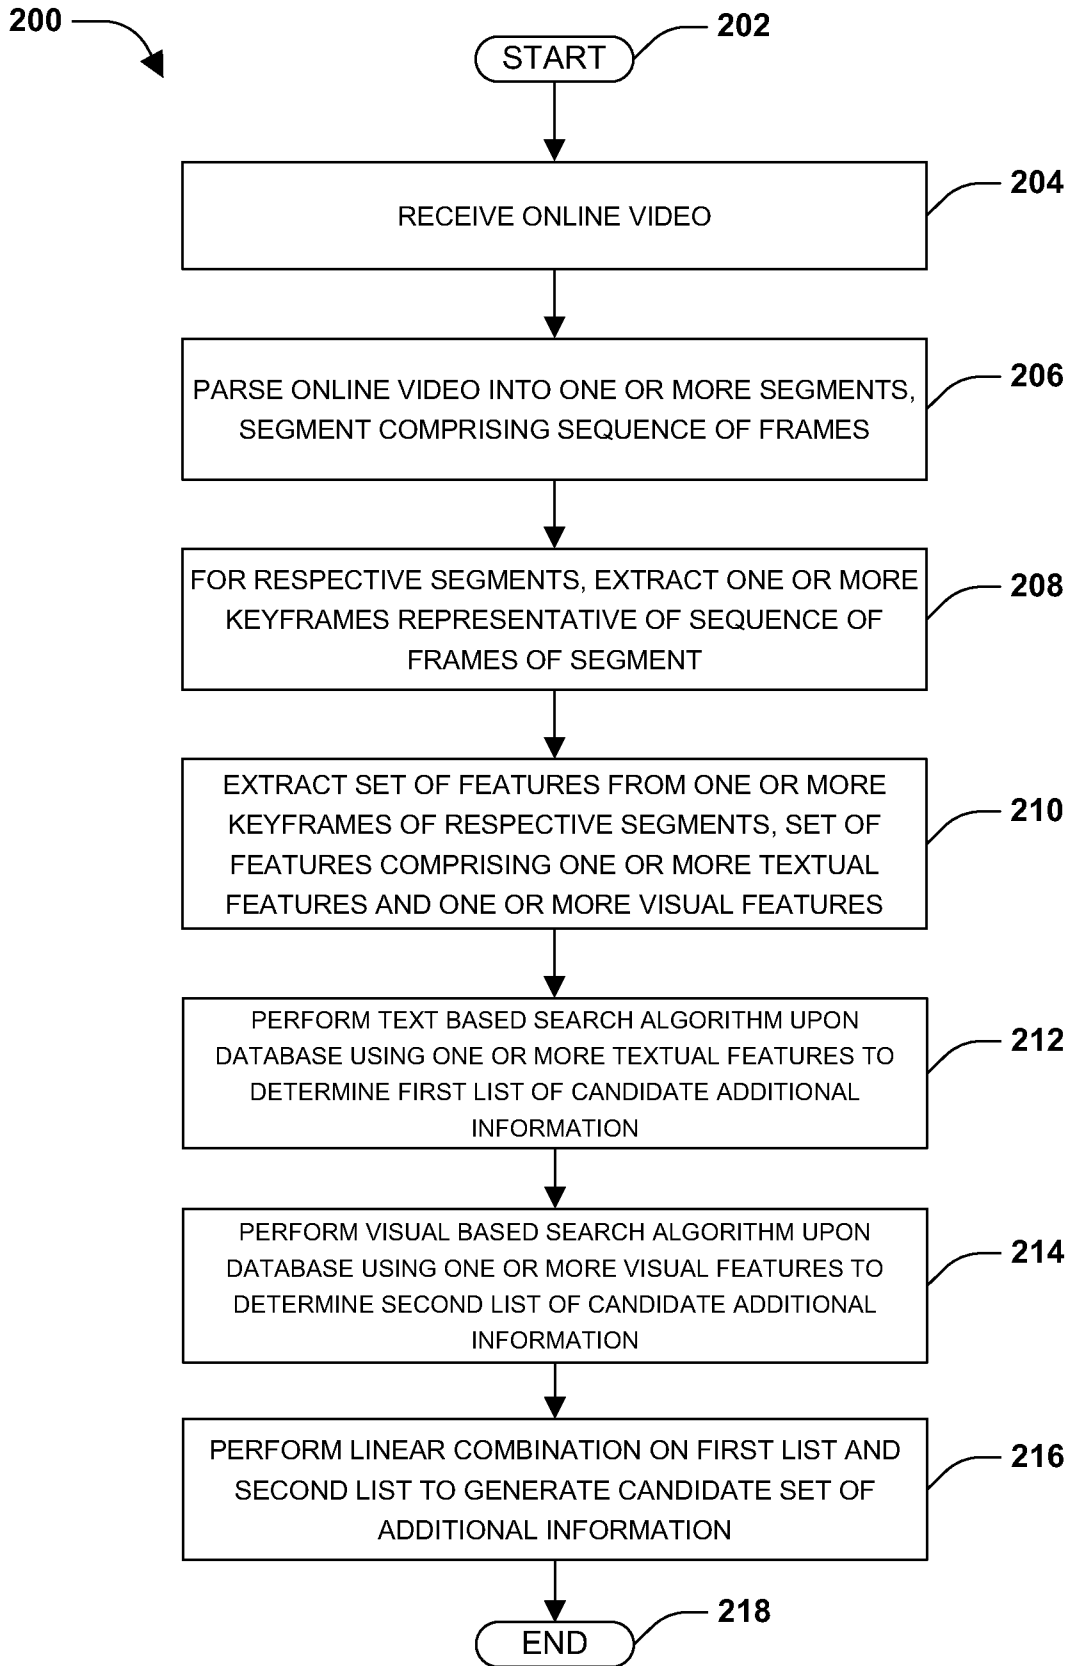 200
202
START
204
RECEIVE ONLINE VIDEO
206
PARSE ONLINE VIDEO INTO ONE OR MORE SEGMENTS,
SEGMENT COMPRISING SEQUENCE OF FRAMES
208
FOR RESPECTIVE SEGMENTS, EXTRACT ONE OR MORE
KEYFRAMES REPRESENTATIVE OF SEQUENCE OF
FRAMES OF SEGMENT
210
EXTRACT SET OF FEATURES FROM ONE OR MORE
KEYFRAMES OF RESPECTIVE SEGMENTS, SET OF
FEATURES COMPRISING ONE OR MORE TEXTUAL
FEATURES AND ONE OR MORE VISUAL FEATURES
212
PERFORM TEXT BASED SEARCH ALGORITHM UPON
DATABASE USING ONE OR MORE TEXTUAL FEATURES TO
DETERMINE FIRST LIST OF CANDIDATE ADDITIONAL
INFORMATION
214
PERFORM VISUAL BASED SEARCH ALGORITHM UPON
DATABASE USING ONE OR MORE VISUAL FEATURES TO
DETERMINE SECOND LIST OF CANDIDATE ADDITIONAL
INFORMATION
216
PERFORM LINEAR COMBINATION ON FIRST LIST AND
SECOND LIST TO GENERATE CANDIDATE SET OF
ADDITIONAL INFORMATION
218
END